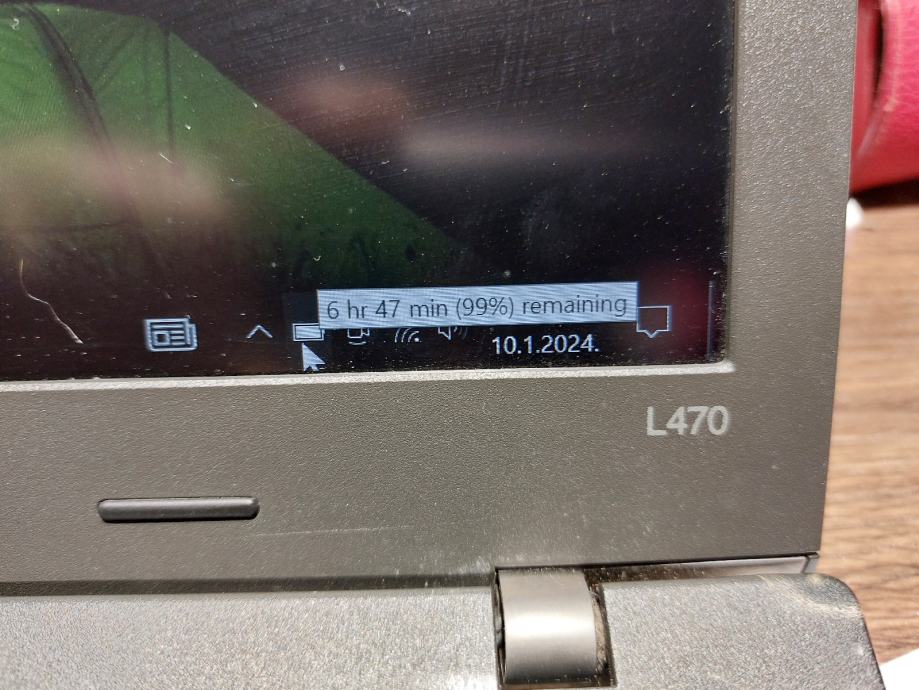 6 hr 47 min (99%) remaining
10.1.2024.
L470